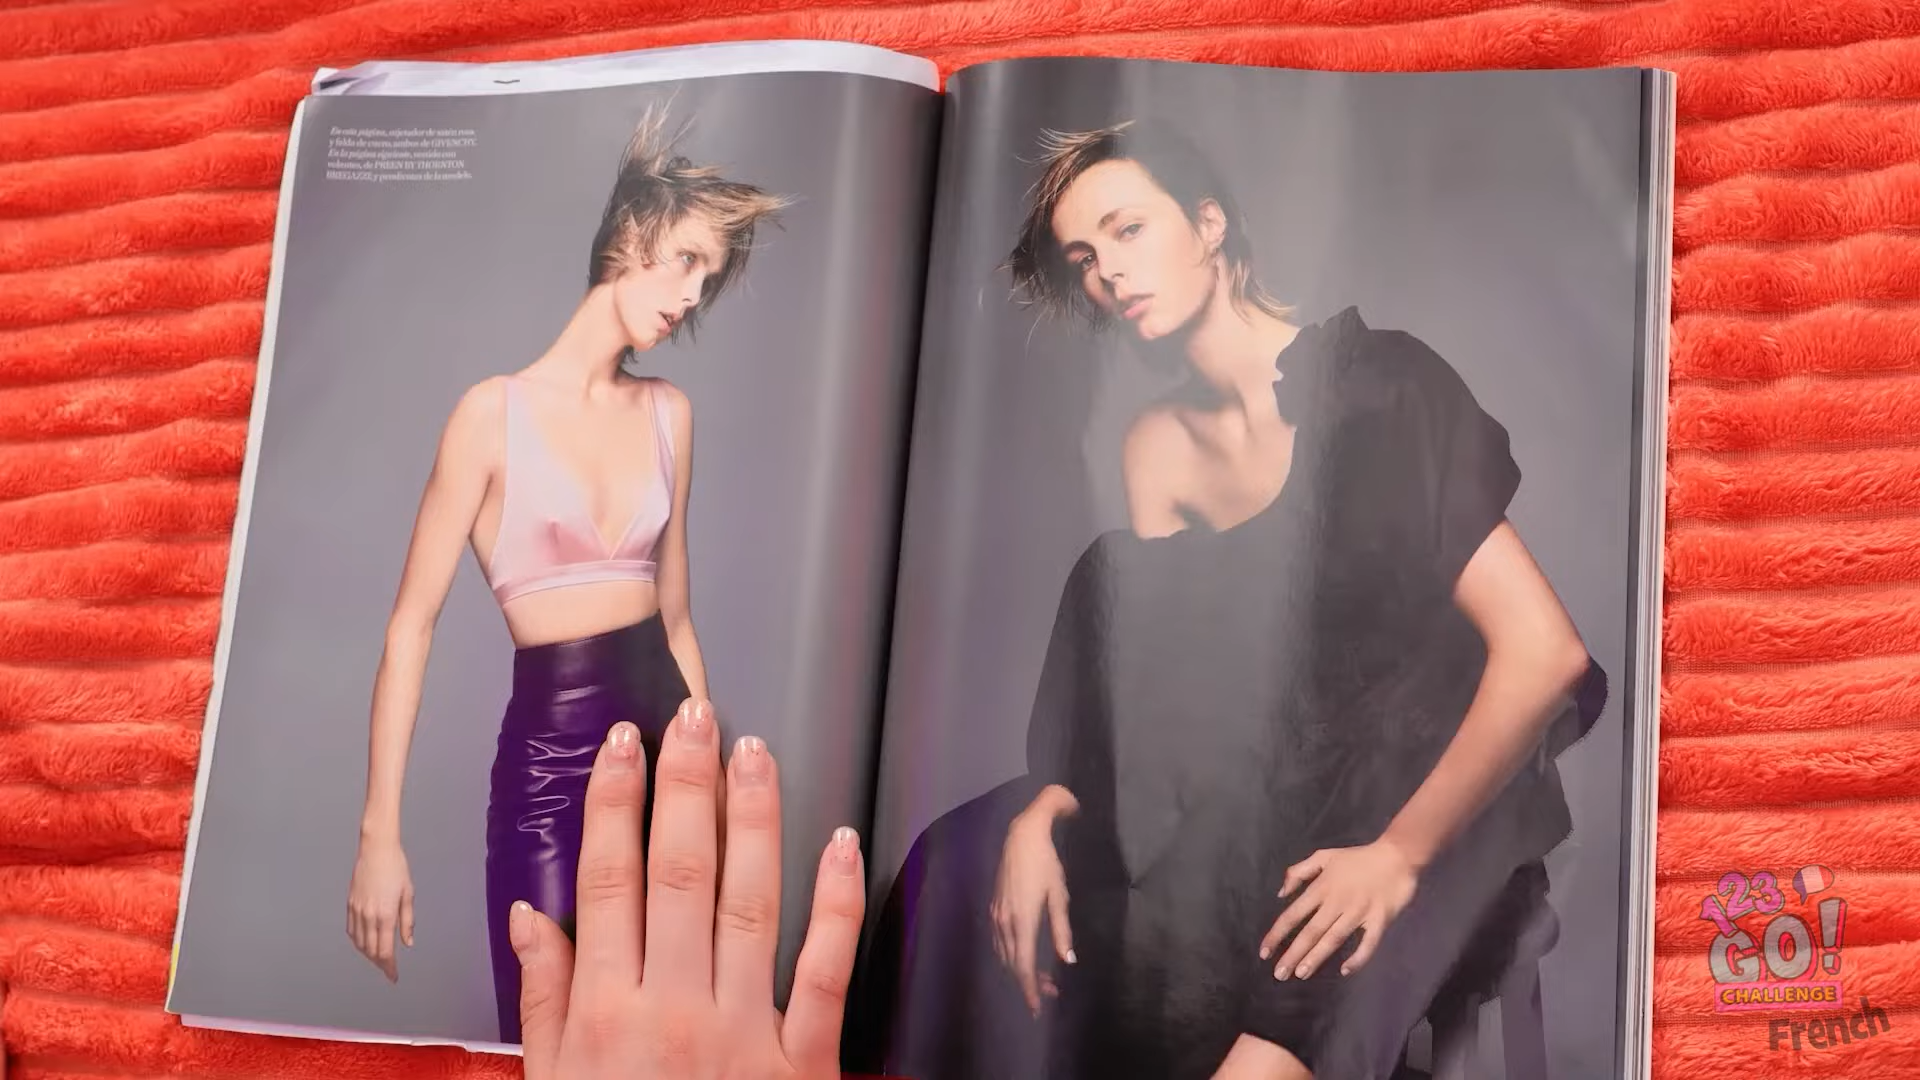 En esta página, sujetador de satén rosa
y falda de cuero, ambos de GIVENCHY.
En la página siguiente, vestido con
volantes, de PREEN BY THORNTON
BREGAZZI, y pendientes de la modelo.
123
GO!
CHALLENGE
French